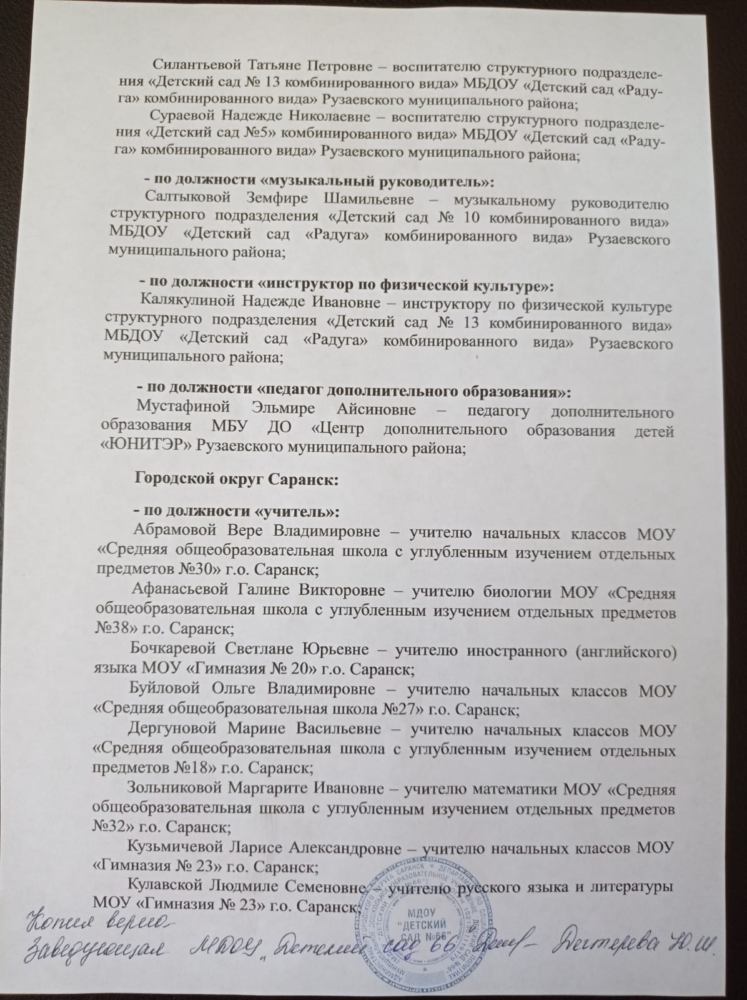 Силантьевой Татьяне Петровне – воспитателю структурного подразделе-
ния «Детский сад № 13 комбинированного вида» МБДОУ «Детский сад «Раду-
га» комбинированного вида» Рузаевского муниципального района;
Сураевой Надежде Николаевне – воспитателю структурного подразделе-
ния «Детский сад №5» комбинированного вида» МБДОУ «Детский сад «Раду-
га» комбинированного вида» Рузаевского муниципального района;
- по должности «музыкальный руководитель»:
Салтыковой Земфире Шамильевне – музыкальному руководителю
структурного подразделения «Детский сад № 10 комбинированного вида»
МБДОУ «Детский сад «Радуга» комбинированного вида» Рузаевского
муниципального района;
- по должности «инструктор по физической культуре»:
Калякулиной Надежде Ивановне – инструктору по физической культуре
структурного подразделения «Детский сад № 13 комбинированного вида»
МБДОУ «Детский сад «Радуга» комбинированного вида» Рузаевского
муниципального района;
- по должности «педагог дополнительного образования»:
Мустафиной Эльмире Айсиновне – педагогу дополнительного
образования МБУ ДО «Центр дополнительного образования детей
«ЮНИТЭР» Рузаевского муниципального района;
Городской округ Саранск:
- по должности «учитель»:
Абрамовой Вере Владимировне – учителю начальных классов МОУ
«Средняя общеобразовательная школа с углубленным изучением отдельных
предметов №30» г.о. Саранск;
Афанасьевой Галине Викторовне – учителю биологии МОУ «Средняя
общеобразовательная школа с углубленным изучением отдельных предметов
№38» г.о. Саранск;
Бочкаревой Светлане Юрьевне – учителю иностранного (английского)
языка МОУ «Гимназия № 20» г.о. Саранск;
Буйловой Ольге Владимировне – учителю начальных классов МОУ
«Средняя общеобразовательная школа №27» г.о. Саранск;
Дергуновой Марине Васильевне – учителю начальных классов МОУ
«Средняя общеобразовательная школа с углубленным изучением отдельных
предметов №18» г.о. Саранск;
Зольниковой Маргарите Ивановне – учителю математики МОУ «Средняя
общеобразовательная школа с углубленным изучением отдельных предметов
№32» г.о. Саранск;
Кузьмичевой Ларисе Александровне – учителю начальных классов МОУ
«Гимназия № 23» г.о. Саранск;
Кулавской Людмиле Семеновне – учителю русского языка и литературы
МОУ «Гимназия № 23» г.о. Саранск;
МДОУ
"ДЕТСКИЙ
САД №66"
Копия верна
Заведующая МДОУ „Детский сад 66" Дегтерева Ю.Ш.